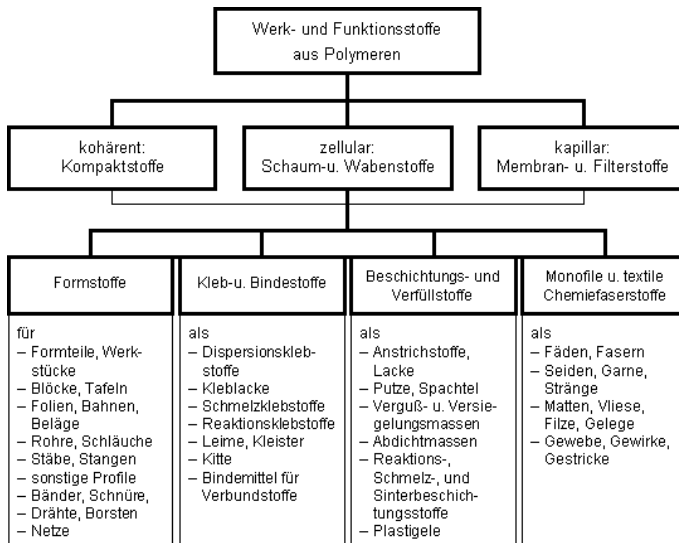 Werk- und Funktionsstoffe
aus Polymeren
kohärent:
Kompaktstoffe
zellular:
Schaum-u. Wabenstoffe
kapillar:
Membran- u. Filterstoffe
Formstoffe
Kleb-u. Bindestoffe
Beschichtungs- und
Verfüllstoffe
Monofile u. textile
Chemiefaserstoffe
für
– Formteile, Werk-
stücke
– Blöcke, Tafeln
– Folien, Bahnen,
Beläge
– Rohre, Schläuche
– Stäbe, Stangen
– sonstige Profile
– Bänder, Schnüre,
– Drähte, Borsten
– Netze
als
– Dispersionskleb-
stoffe
– Kleblacke
– Schmelzklebstoffe
– Reaktionsklebstoffe
– Leime, Kleister
– Kitte
– Bindemittel für
Verbundstoffe
als
– Anstrichstoffe,
Lacke
– Putze, Spachtel
– Verguß- u. Versie-
gelungsmassen
– Abdichtmassen
– Reaktions-,
Schmelz-, und
Sinterbeschich-
tungsstoffe
– Plastigele
als
– Fäden, Fasern
– Seiden, Garne,
Stränge
– Matten, Vliese,
Filze, Gelege
– Gewebe, Gewirke,
Gestricke